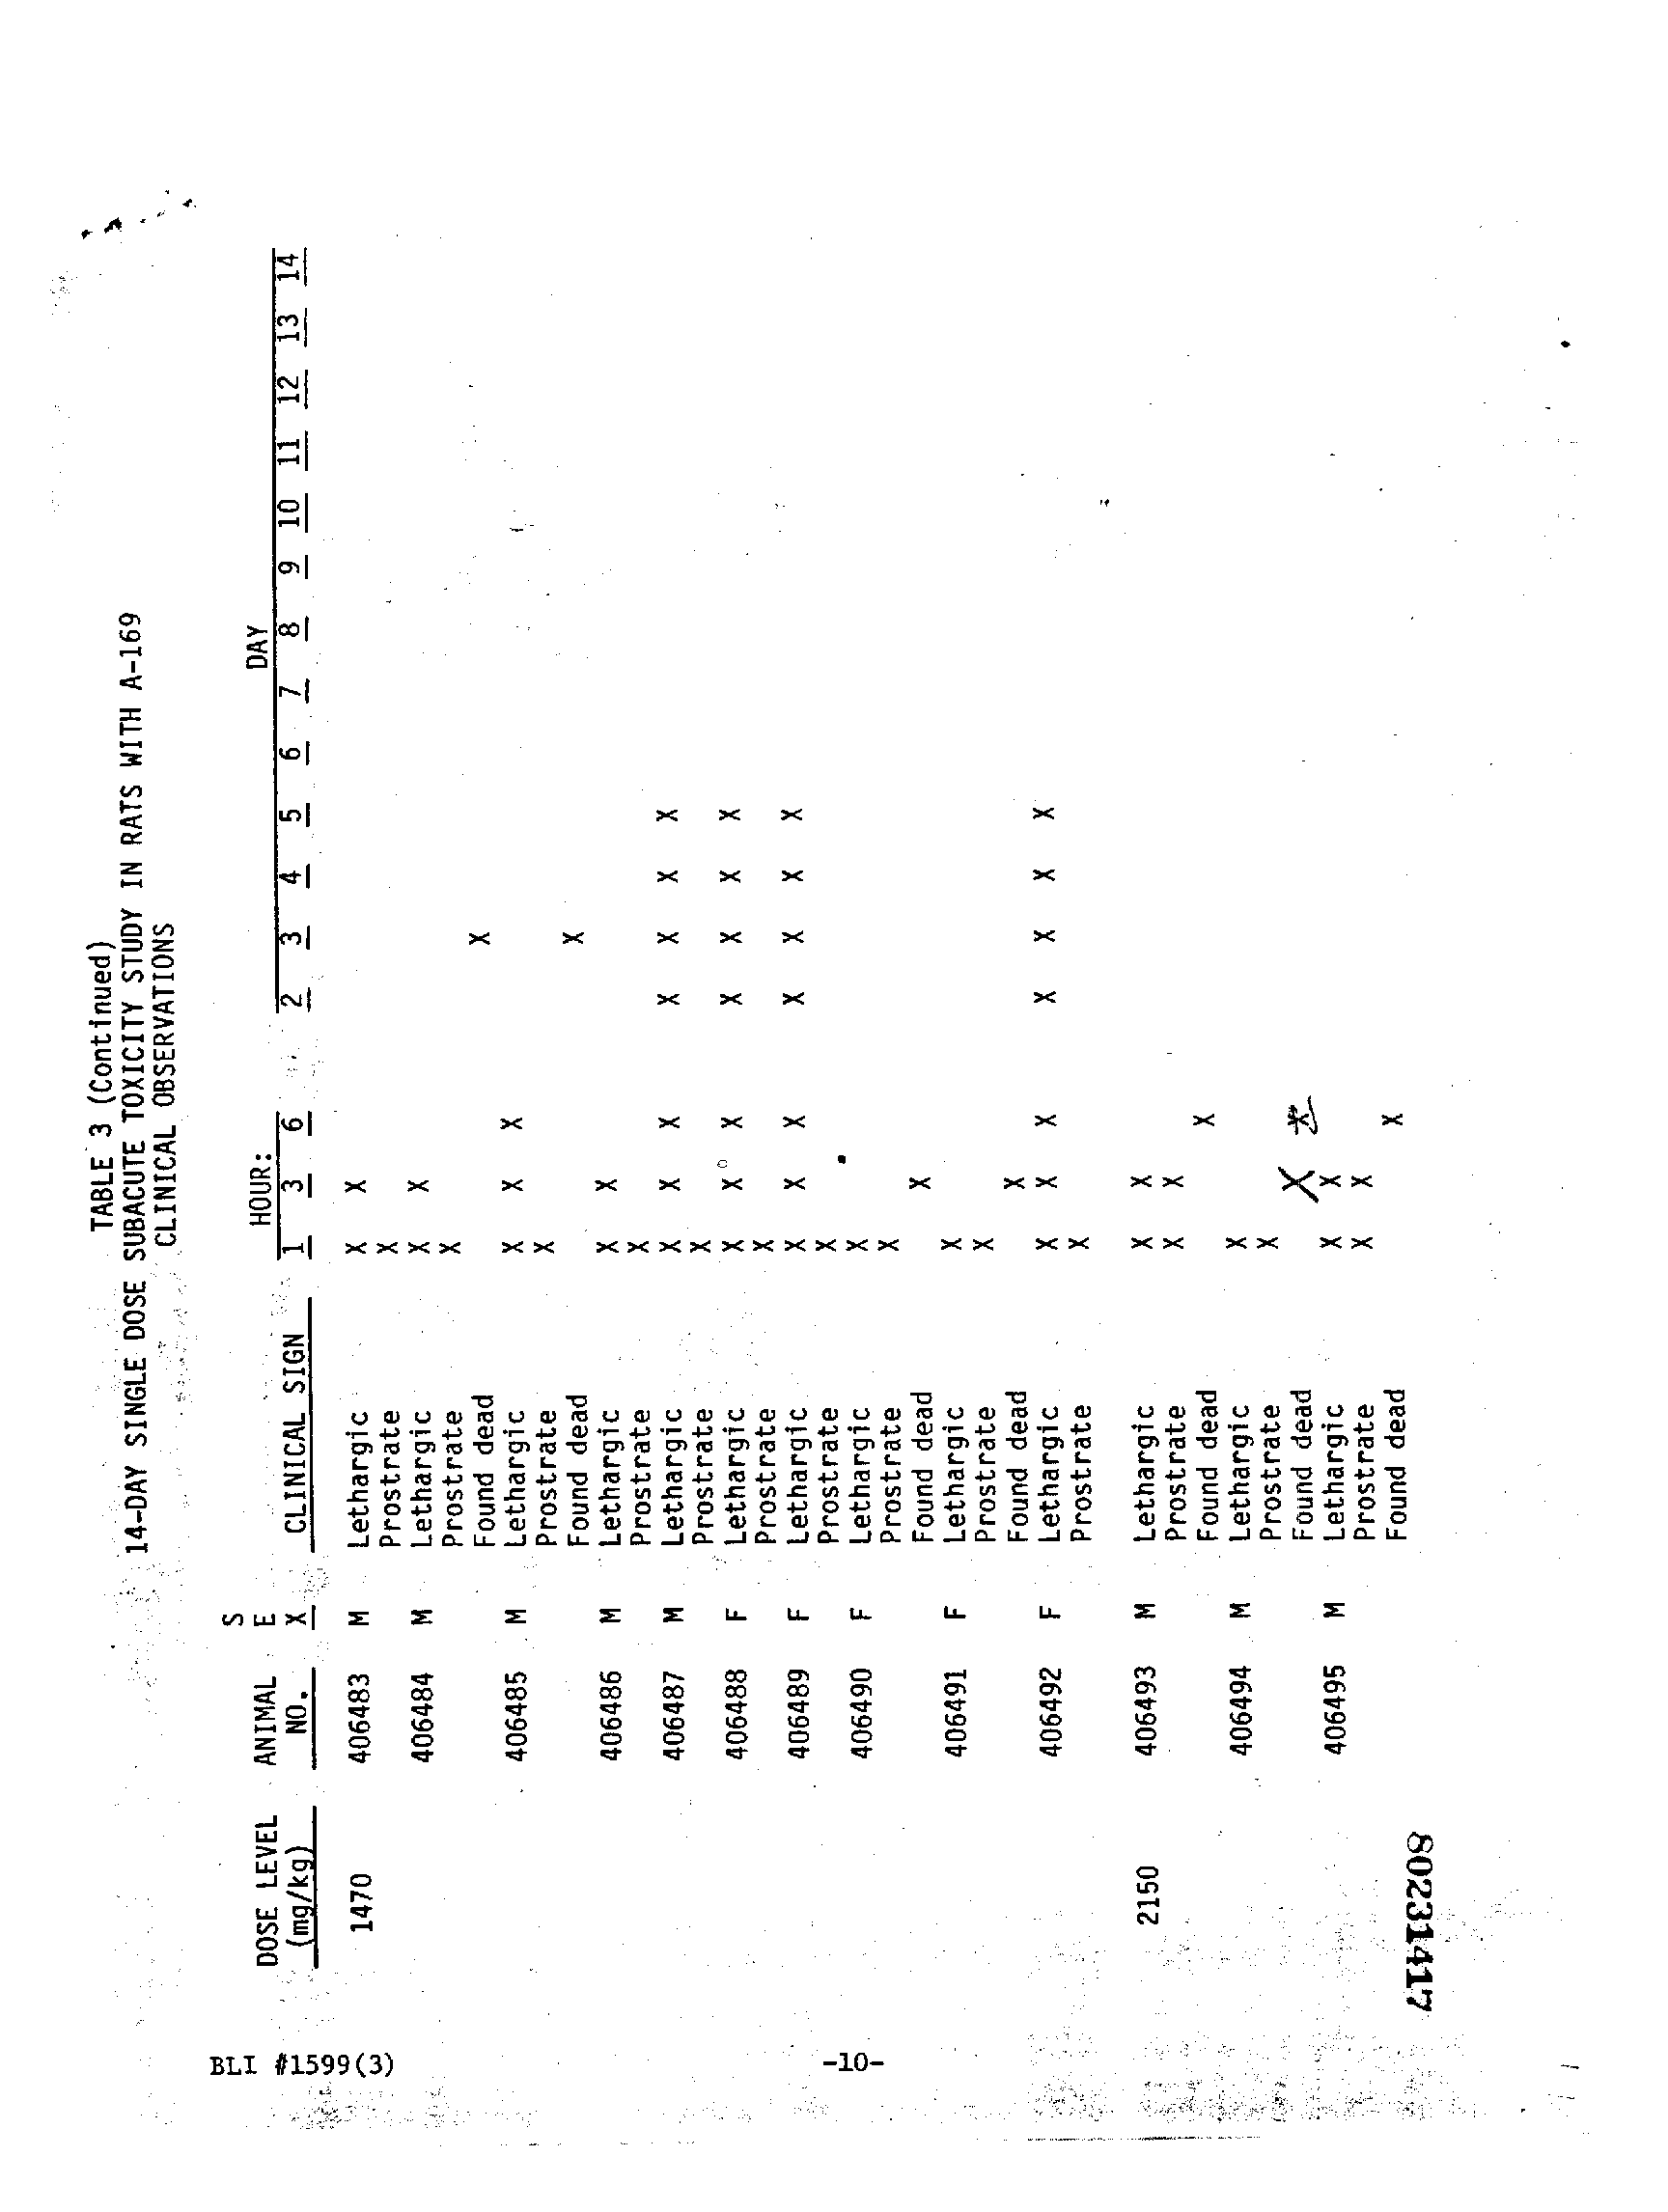 TABLE 3 (Continued)
14-DAY SINGLE DOSE SUBACUTE TOXICITY STUDY IN RATS WITH A-169
CLINICAL OBSERVATIONS
S
DOSE LEVEL ANIMAL E HOUR: DAY
(mg/kg) NO. X CLINICAL SIGN 1 3 6 2 3 4 5 6 7 8 9 10 11 12 13 14
1470 406483 M Lethargic X X
Prostrate X
406484 M Lethargic X X
Prostrate X
Found dead X
406485 M Lethargic X X X
Prostrate X
Found dead X
406486 M Lethargic X X
Prostrate X
406487 M Lethargic X X X X X X X
Prostrate X
406488 F Lethargic X X X X X X X
Prostrate X
406489 F Lethargic X X X X X X X
Prostrate X
406490 F Lethargic X
Prostrate X
Found dead X
406491 F Lethargic X
Prostrate X
Found dead X
406492 F Lethargic X X X X X X X
Prostrate X
2150 406493 M Lethargic X X
Prostrate X X
Found dead X
406494 M Lethargic X
Prostrate X
Found dead X X
406495 M Lethargic X X
Prostrate X X
Found dead X
80231417
BLI #1599(3) -10-